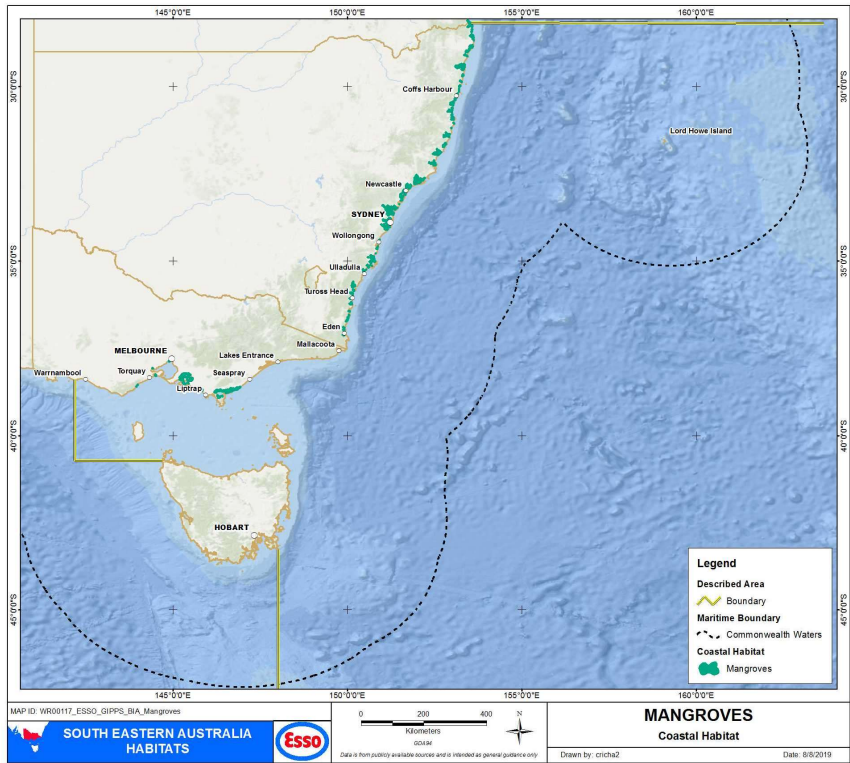 145°0'0"E
150°0'0"E
155°0'0"E
160°0'0"E
30°0'0"S
30°0'0"S
Coffs Harbour
Lord Howe Island
Newcastle
SYDNEY
Wollongong
35°0'0"S
35°0'0"S
Ulladulla
Tuross Head
Eden
Mallacoota
MELBOURNE
Lakes Entrance
Warrnambool
Torquay
Seaspray
Liptrap
40°0'0"S
40°0'0"S
HOBART
45°0'0"S
45°0'0"S
Legend
Described Area
Boundary
Maritime Boundary
Commonwealth Waters
Coastal Habitat
Mangroves
145°0'0"E
150°0'0"E
155°0'0"E
160°0'0"E
MAP ID: WR00117_ESSO_GIPPS_BIA_Mangroves
SOUTH EASTERN AUSTRALIA
HABITATS
Esso
0 200 400
Kilometers
GDA94
N
Data is from publicly available sources and is intended as general guidance only
MANGROVES
Coastal Habitat
Drawn by: cricha2
Date: 8/8/2019